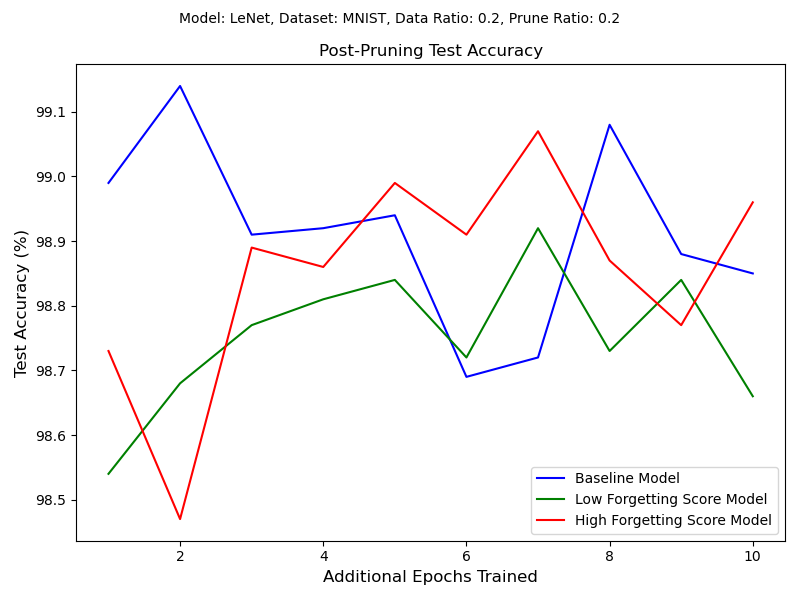 Model: LeNet, Dataset: MNIST, Data Ratio: 0.2, Prune Ratio: 0.2
Post-Pruning Test Accuracy
99.1
99.0
98.9
98.8
98.7
98.6
98.5
Test Accuracy (%)
Baseline Model
Low Forgetting Score Model
High Forgetting Score Model
2 4 6 8 10
Additional Epochs Trained